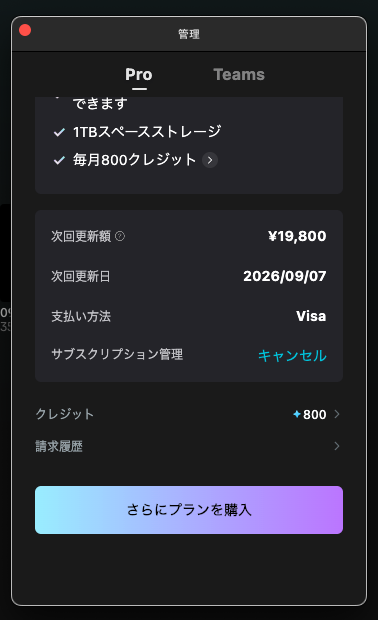 管理
Pro
Teams
できます
1TBスペースストレージ
毎月800クレジット
次回更新額
¥19,800
次回更新日
2026/09/07
支払い方法
Visa
サブスクリプション管理
キャンセル
クレジット
800
請求履歴
さらにプランを購入